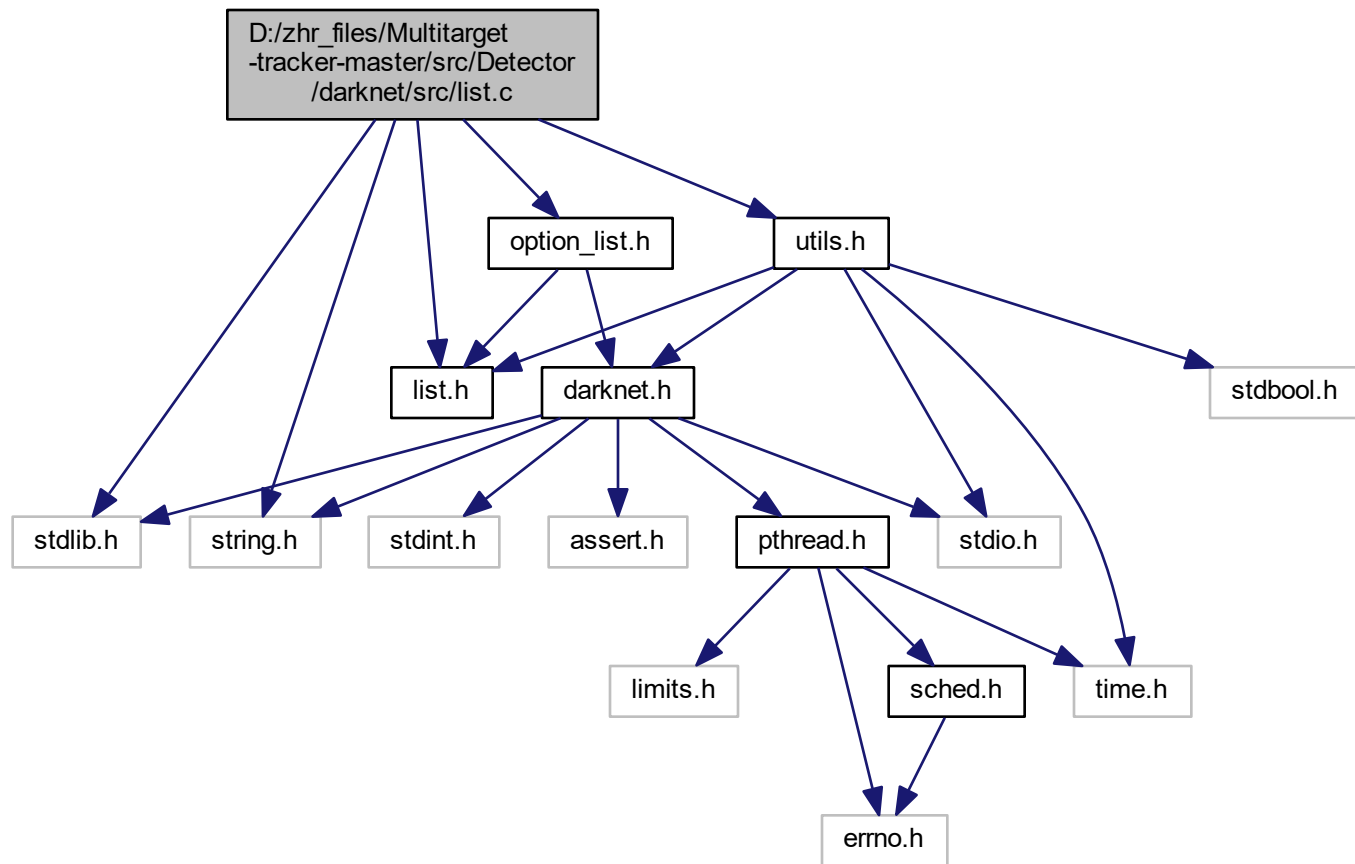 D:/zhr_files/Multitarget
-tracker-master/src/Detector
/darknet/src/list.c
option_list.h
utils.h
list.h
darknet.h
stdbool.h
stdlib.h
string.h
stdint.h
assert.h
pthread.h
stdio.h
limits.h
sched.h
time.h
errno.h